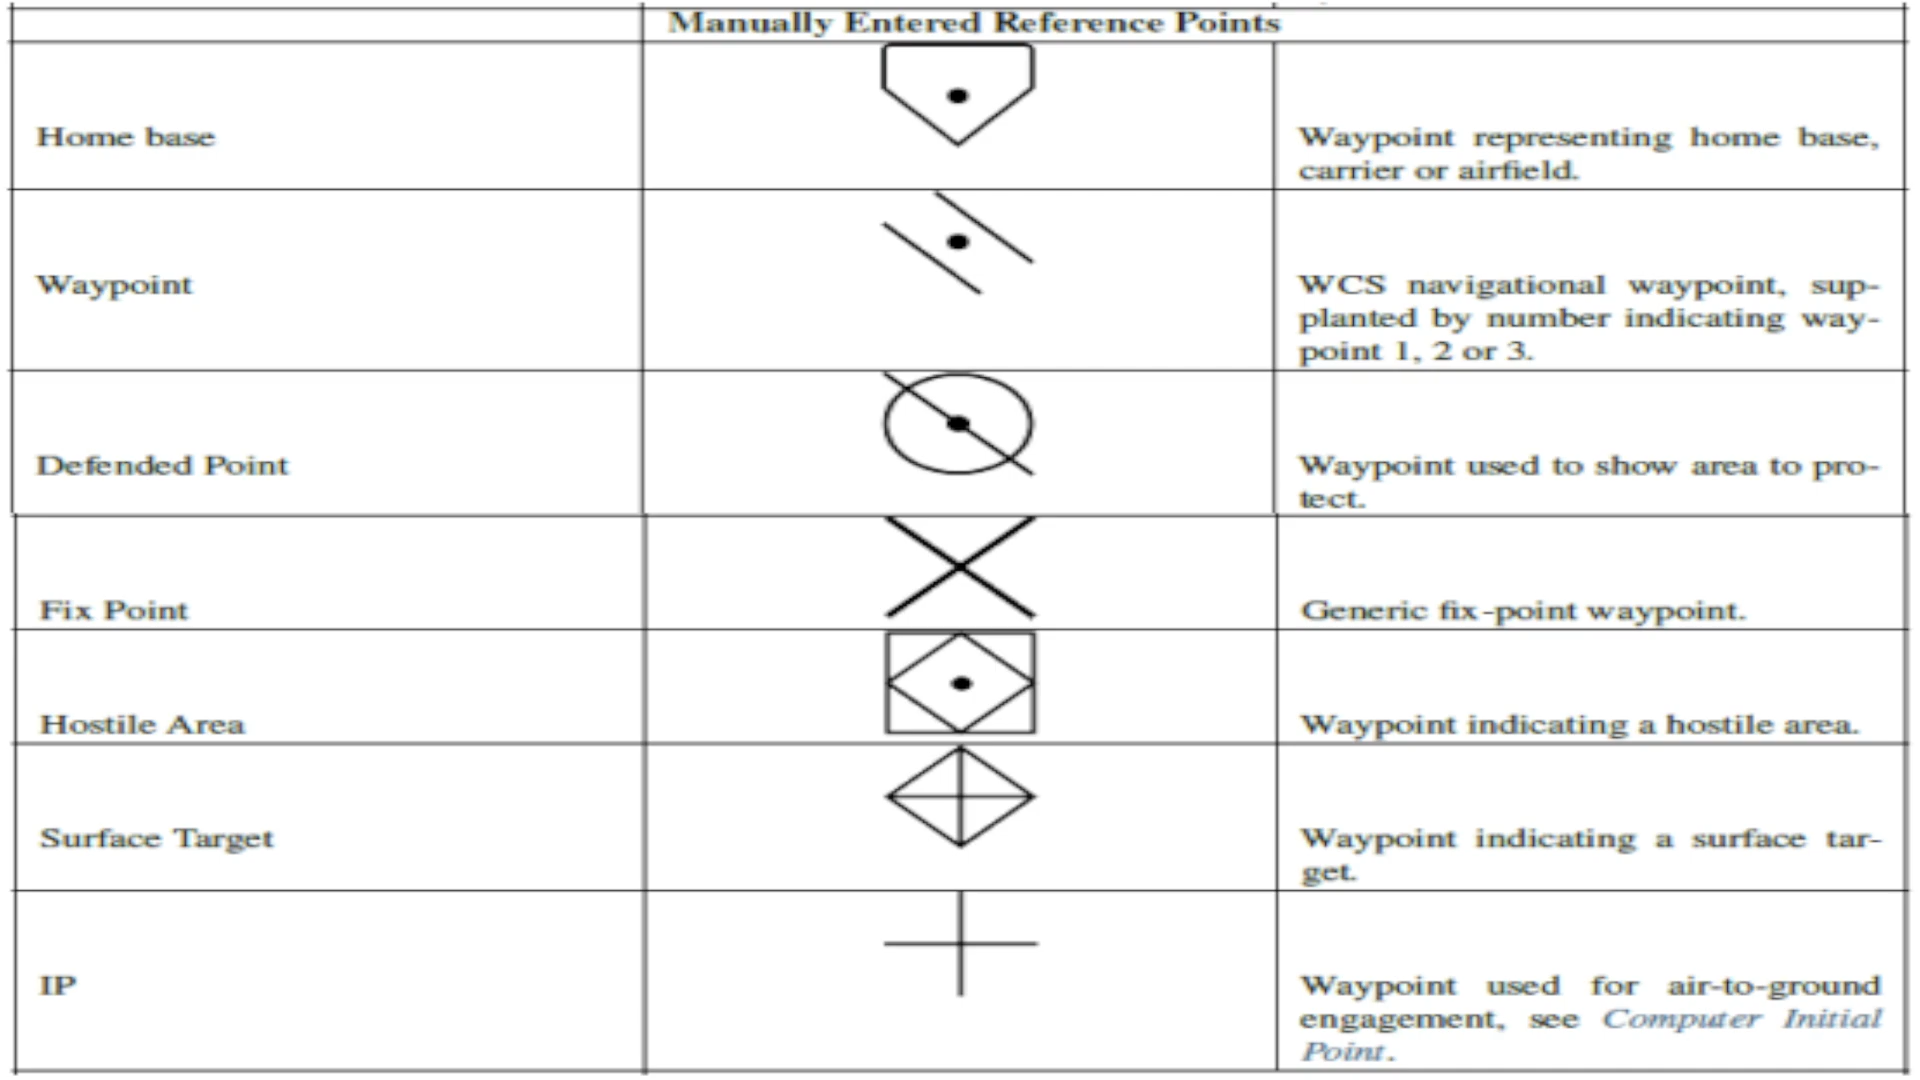 Manually Entered Reference Points
Home base
Waypoint representing home base,
carrier or airfield.
Waypoint
WCS navigational waypoint, sup-
planted by number indicating way-
point 1, 2 or 3.
Defended Point
Waypoint used to show area to pro-
tect.
Fix Point
Generic fix-point waypoint.
Hostile Area
Waypoint indicating a hostile area.
Surface Target
Waypoint indicating a surface tar-
get.
IP
Waypoint used for air-to-ground
engagement, see Computer Initial
Point.